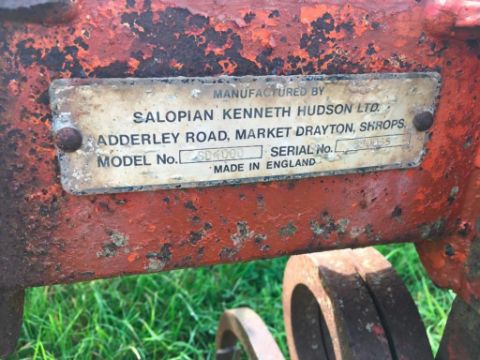 MANUFACTURED BY
SALOPIAN KENNETH HUDSON LTD.
ADDERLEY ROAD, MARKET DRAYTON, SHROPS.
MODEL No. SERIAL No.
MADE IN ENGLAND